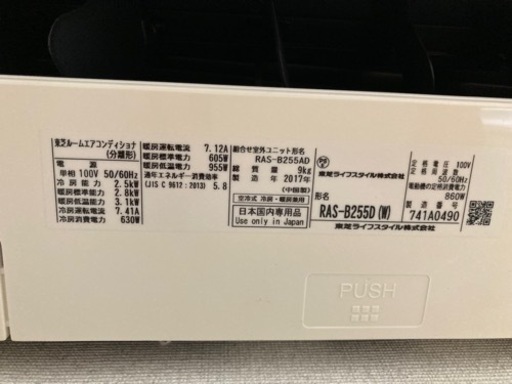 東芝ルームエアコンディショナ
(分離形)
電源
単相 100V 50/60Hz
冷房能力 2.5kW
暖房標準能力 2.8kW
暖房低温能力 3.1kW
冷房運転電流 7.41A
冷房消費電力 630W
暖房運転電流 7.12A
暖房標準電力 605W
暖房低温電力 955W
通年エネルギー消費効率
(JIS C 9612:2013) 5.8
組合せ室外ユニット形名
RAS-B255AD
質量 9kg
製造年 2017年
(中国製)
空冷式 冷房・暖房兼用
日本国内専用品
Use only in Japan
東芝ライフスタイル株式会社
形名
RAS-B255D(W)
東芝ライフスタイル株式会社
定格電圧 100V
定格周波数
50/60Hz
電動機の定格消費電力
860W
製造番号
741A0490
PUSH